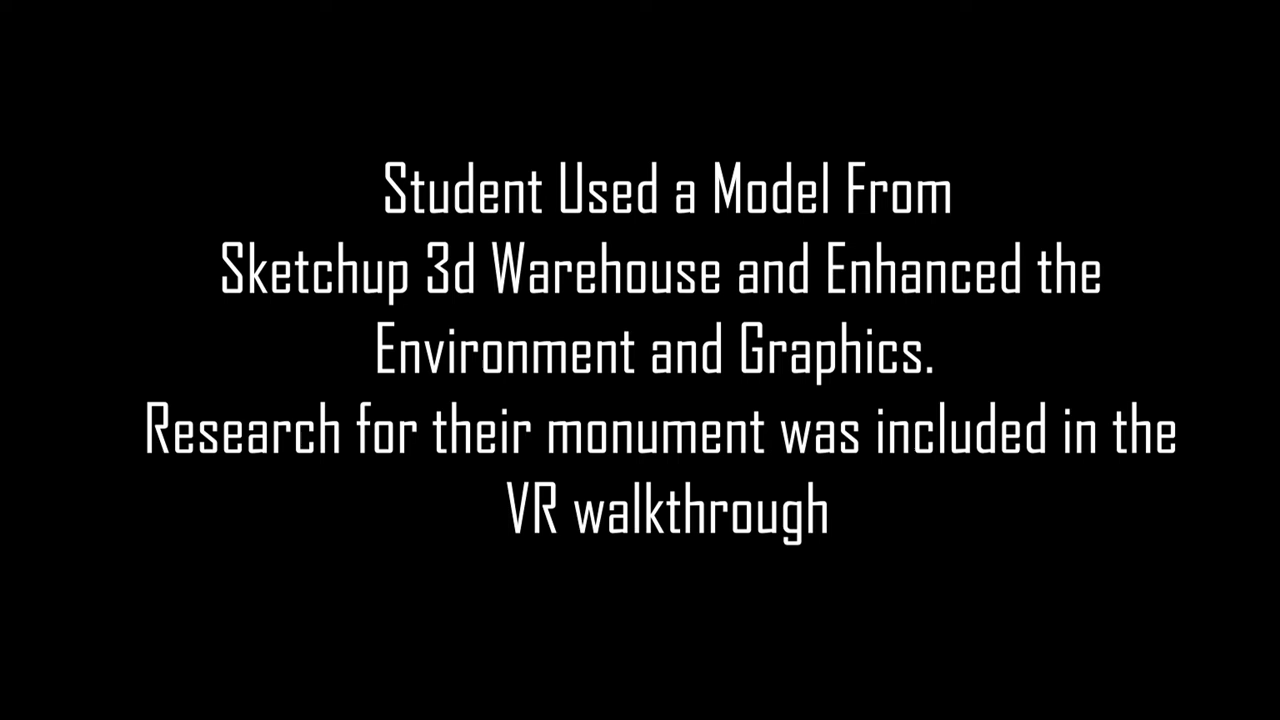 Student Used a Model From
Sketchup 3d Warehouse and Enhanced the
Environment and Graphics.
Research for their monument was included in the
VR walkthrough